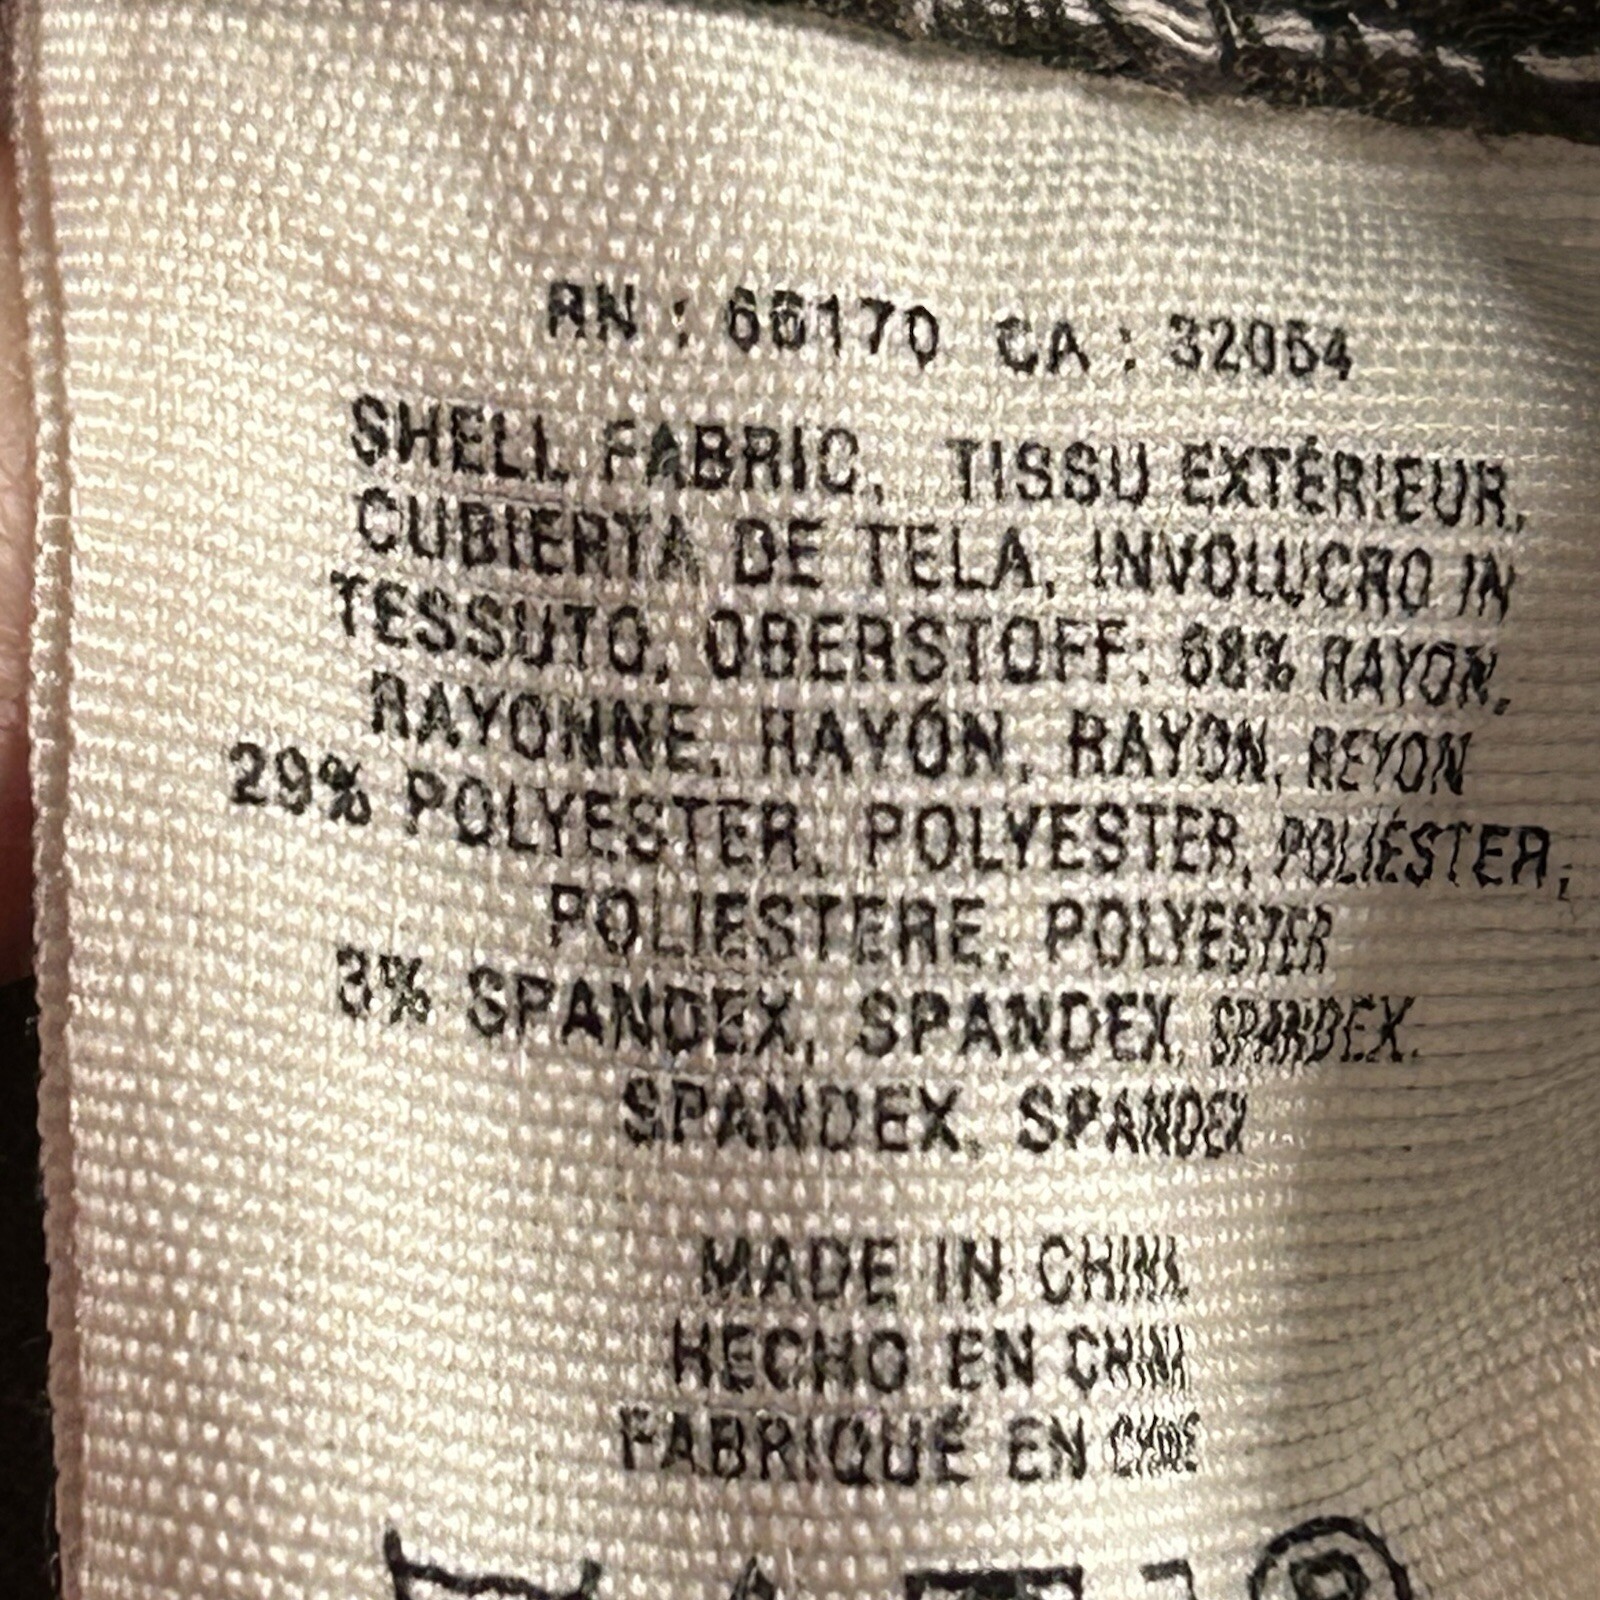 RN : 66170 CA : 32054
SHELL FABRIC, TISSU EXTÉRIEUR,
CUBIERTA DE TELA, INVOLUCRO IN
TESSUTO, OBERSTOFF: 68% RAYON,
RAYONNE, RAYÓN, RAYON, REYON
29% POLYESTER, POLYESTER, POLIÉSTER,
POLIESTERE, POLYESTER
3% SPANDEX, SPANDEX, SPANDEX,
SPANDEX, SPANDEX
MADE IN CHINA
HECHO EN CHINA
FABRIQUÉ EN CHINE